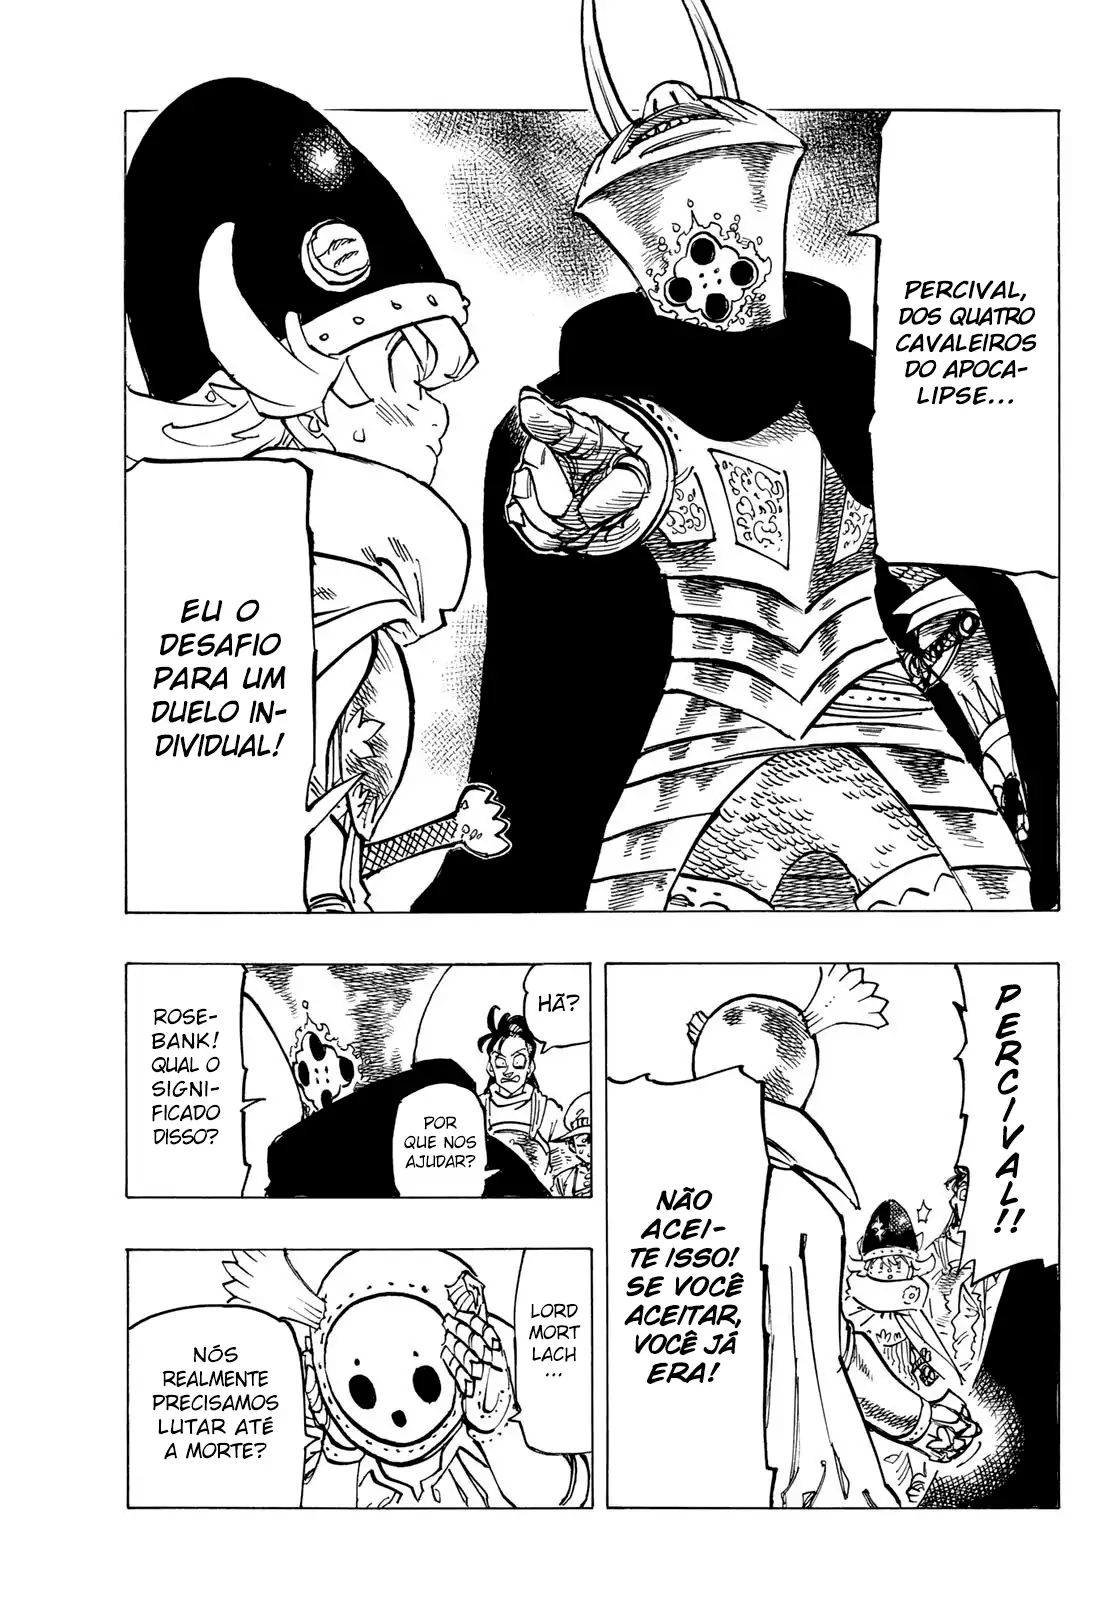 PERCIVAL,
DOS QUATRO
CAVALEIROS
DO APOCA-
LIPSE...
EU O
DESAFIO
PARA UM
DUELO IN-
DIVIDUAL!
PERCIVAL!!
NÃO
ACEI-
TE ISSO!
SE VOCÊ
ACEITAR,
VOCÊ JÁ
ERA!
HÃ?
POR
QUE NOS
AJUDAR?
ROSE-
BANK!
QUAL O
SIGNI-
FICADO
DISSO?
LORD
MORT
LACH
...
NÓS
REALMENTE
PRECISAMOS
LUTAR ATÉ
A MORTE?